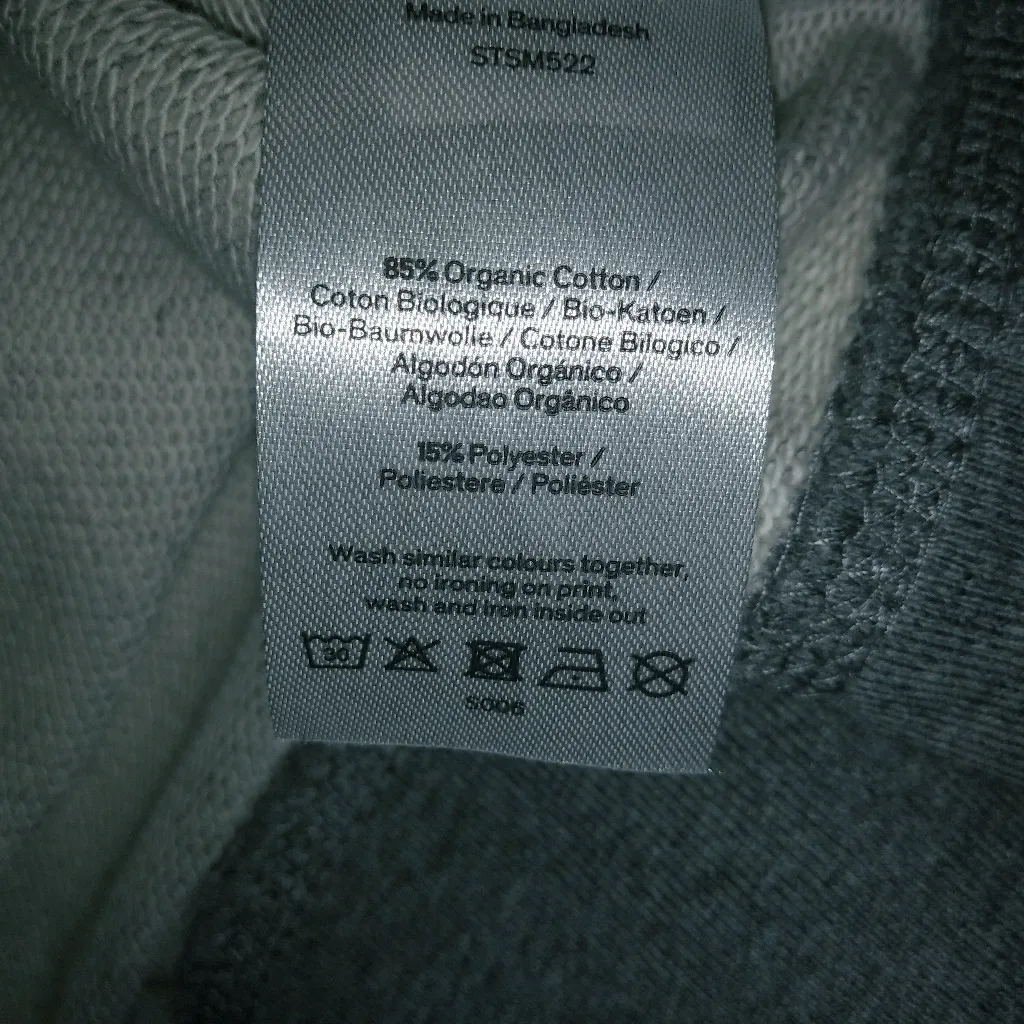 Made in Bangladesh
STSM522
85% Organic Cotton /
Coton Biologique / Bio-Katoen /
Bio-Baumwolle / Cotone Bilogico /
Algodón Orgánico /
Algodao Orgânico
15% Polyester /
Poliestere / Poliéster
Wash similar colours together,
no ironing on print,
wash and iron inside out
30
S006